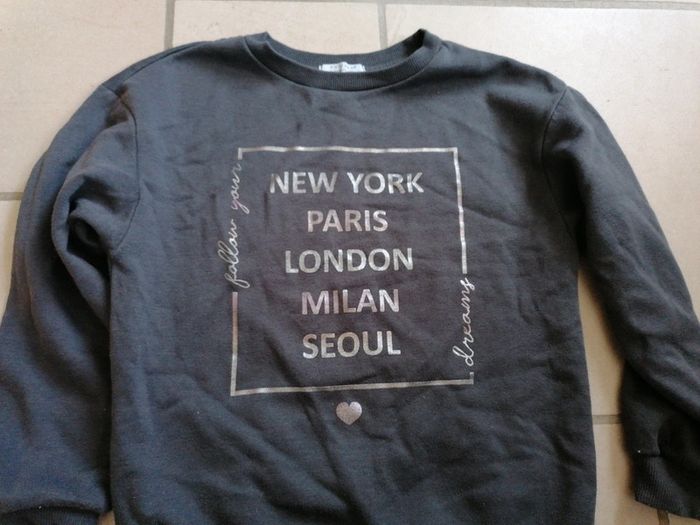 follow your
NEW YORK
PARIS
LONDON
MILAN
SEOUL
dreams